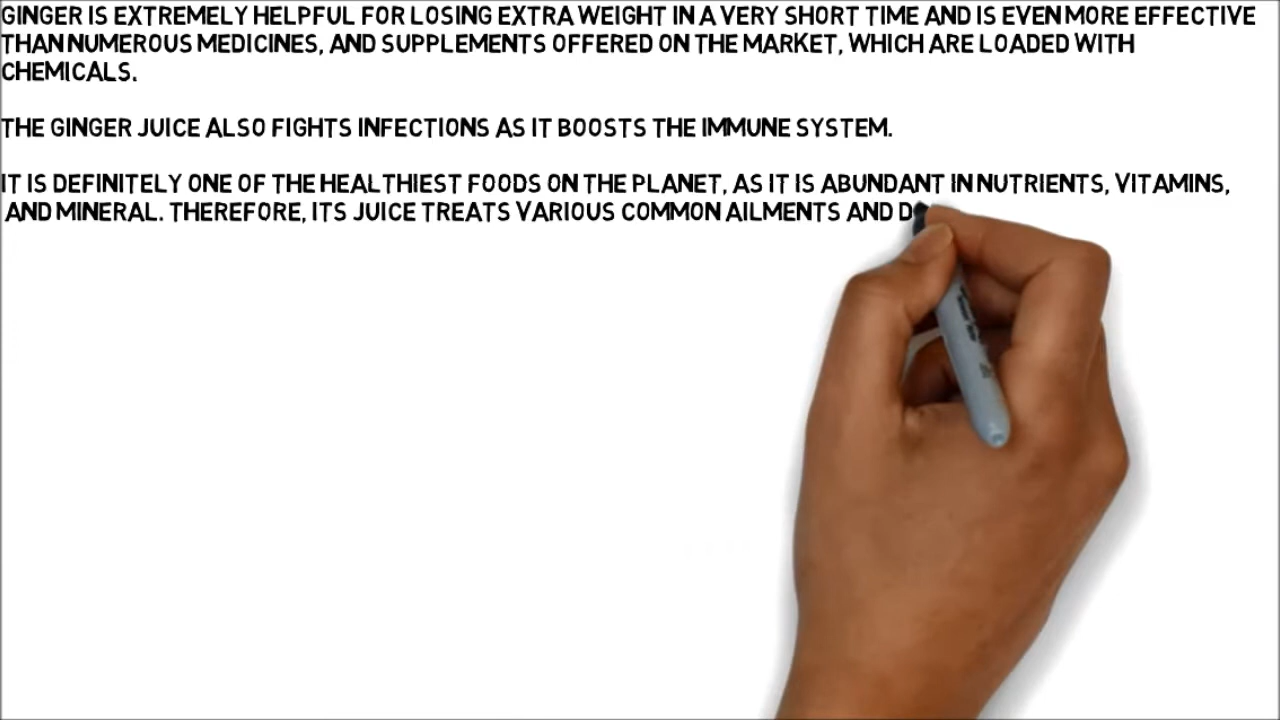 GINGER IS EXTREMELY HELPFUL FOR LOSING EXTRA WEIGHT IN A VERY SHORT TIME AND IS EVEN MORE EFFECTIVE
THAN NUMEROUS MEDICINES, AND SUPPLEMENTS OFFERED ON THE MARKET, WHICH ARE LOADED WITH
CHEMICALS.
THE GINGER JUICE ALSO FIGHTS INFECTIONS AS IT BOOSTS THE IMMUNE SYSTEM.
IT IS DEFINITELY ONE OF THE HEALTHIEST FOODS ON THE PLANET, AS IT IS ABUNDANT IN NUTRIENTS, VITAMINS,
AND MINERAL. THEREFORE, ITS JUICE TREATS VARIOUS COMMON AILMENTS AND